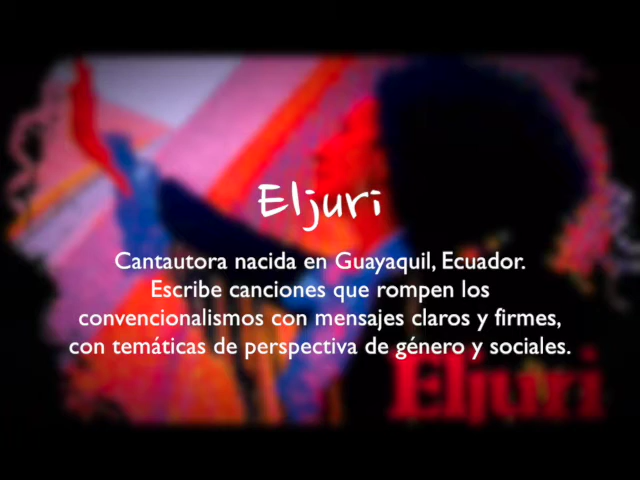 Eljuri
Cantautora nacida en Guayaquil, Ecuador.
Escribe canciones que rompen los
convencionalismos con mensajes claros y firmes,
con temáticas de perspectiva de género y sociales.
Eljuri